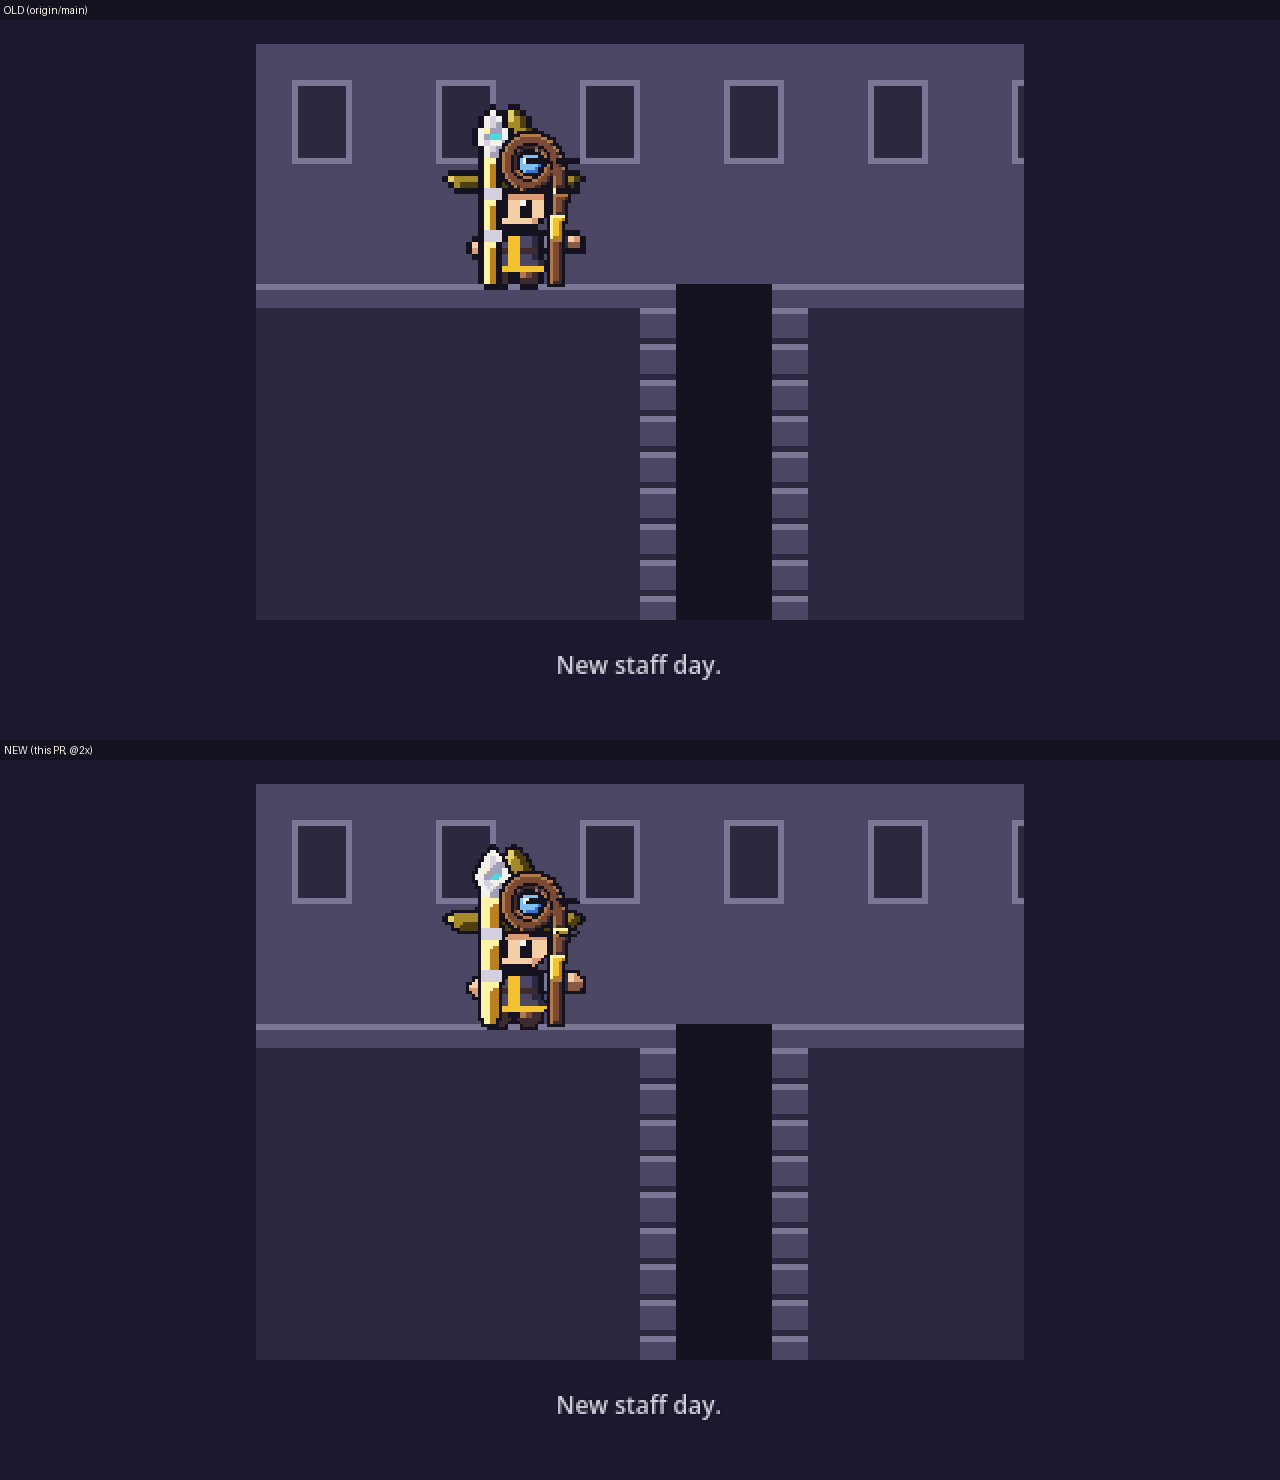 OLD (origin/main)
New staff day.
NEW (this PR, @2x)
New staff day.